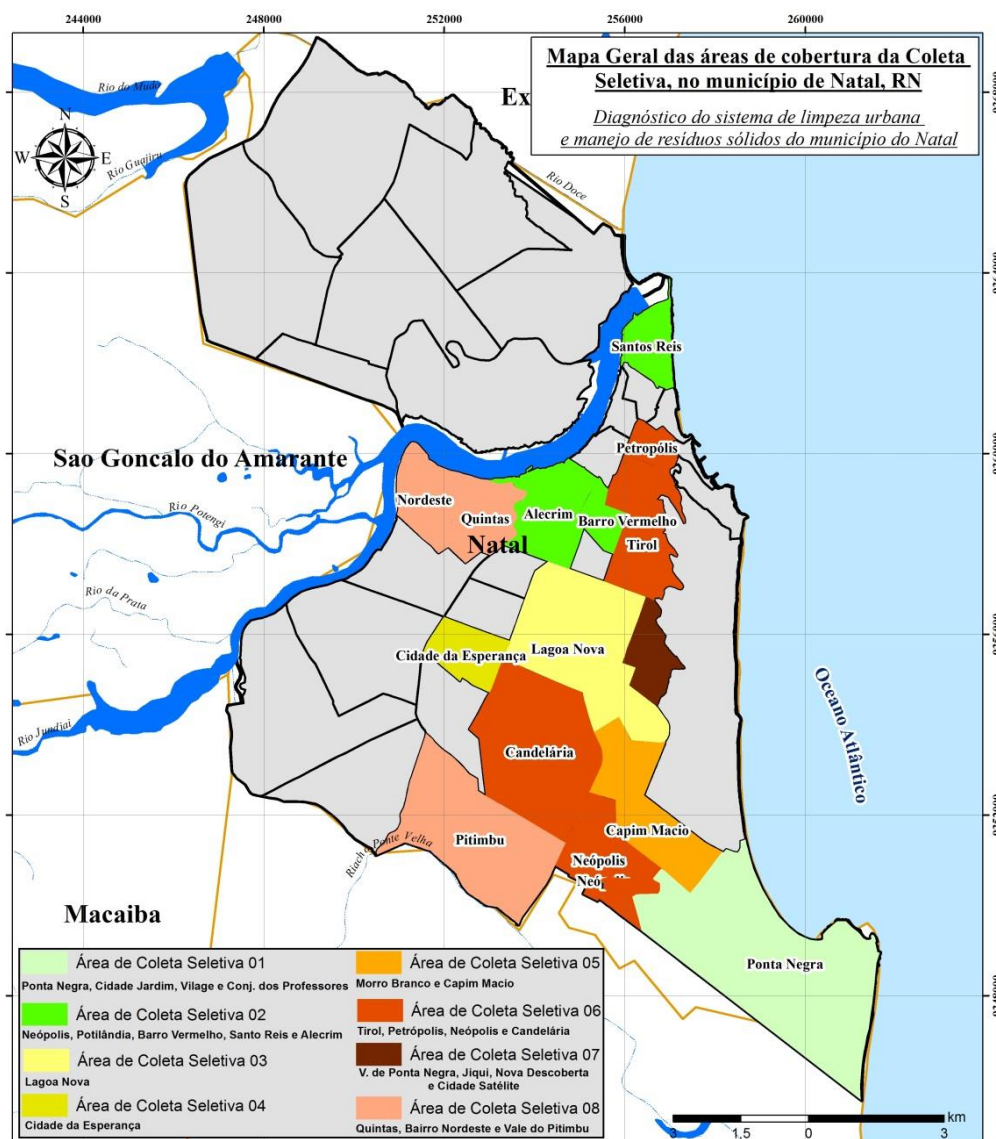 244000 248000 252000 256000 260000
Mapa Geral das áreas de cobertura da Coleta
Seletiva, no município de Natal, RN
Diagnóstico do sistema de limpeza urbana
e manejo de resíduos sólidos do município do Natal
Ex
Rio do Mudo
N
W E
S
Rio Guajiru
Rio Doce
9764000
Santos Reis
Petropólis
Sao Goncalo do Amarante
Nordeste
Rio Potengi
Quintas
Alecrim
Barro Vermelho
Natal
Tirol
Rio da Prata
Cidade da Esperança
Lagoa Nova
Oceano Atlântico
Rio Jundiai
Candelária
Capim Macio
Pitimbu
Riacho Ponte Velha
Neópolis
Macaiba
Ponta Negra
9748000
Área de Coleta Seletiva 01
Ponta Negra, Cidade Jardim, Vilage e Conj. dos Professores
Área de Coleta Seletiva 02
Neópolis, Potilândia, Barro Vermelho, Santo Reis e Alecrim
Área de Coleta Seletiva 03
Lagoa Nova
Área de Coleta Seletiva 04
Cidade da Esperança
Área de Coleta Seletiva 05
Morro Branco e Capim Macio
Área de Coleta Seletiva 06
Tirol, Petrópolis, Neópolis e Candelária
Área de Coleta Seletiva 07
V. de Ponta Negra, Jiqui, Nova Descoberta
e Cidade Satélite
Área de Coleta Seletiva 08
Quintas, Bairro Nordeste e Vale do Pitimbu
3 1,5 0 3 km